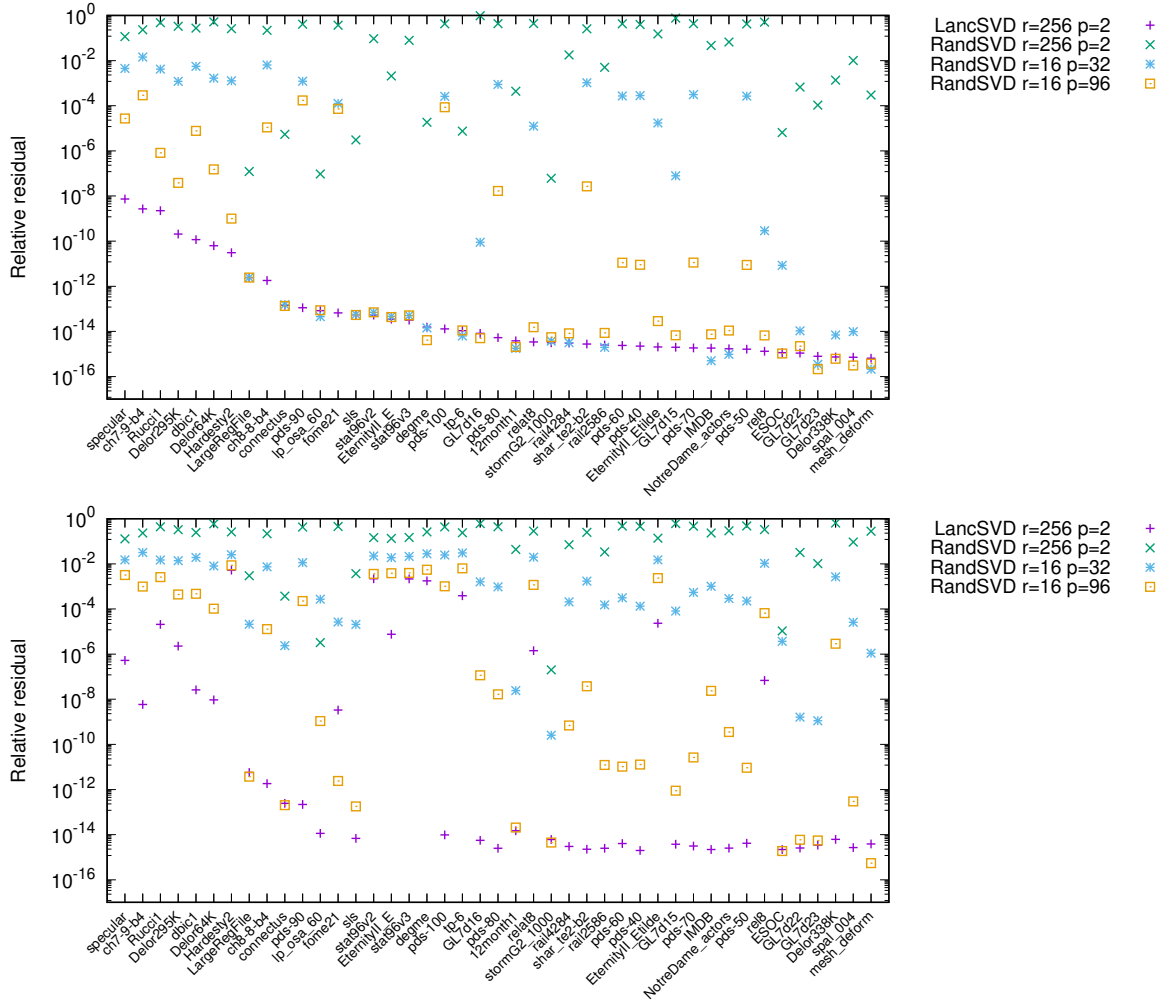 10^0
10^-2
10^-4
10^-6
10^-8
10^-10
10^-12
10^-14
10^-16
Relative residual
LancSVD r=256 p=2
RandSVD r=256 p=2
RandSVD r=16 p=32
RandSVD r=16 p=96
specular
ch7-9-b4
Rucci1
Delor295K
dbic1
Delor64K
Hardesty2
LargeRegFile
ch8-8-b4
connectus
pds-90
lp_osa_60
fome21
sls
stat96v2
EternityII_E
stat96v3
degme
pds-100
tp-6
GL7d16
pds-80
12month1
relat8
stormG2_1000
rail4284
shar_te2-b2
rail2586
pds-60
pds-40
EternityII_Etilde
GL7d15
pds-70
IMDB
NotreDame_actors
pds-50
rel8
ESOC
GL7d22
GL7d23
Delor338K
spal_004
mesh_deform
10^0
10^-2
10^-4
10^-6
10^-8
10^-10
10^-12
10^-14
10^-16
Relative residual
LancSVD r=256 p=2
RandSVD r=256 p=2
RandSVD r=16 p=32
RandSVD r=16 p=96
specular
ch7-9-b4
Rucci1
Delor295K
dbic1
Delor64K
Hardesty2
LargeRegFile
ch8-8-b4
connectus
pds-90
lp_osa_60
fome21
sls
stat96v2
EternityII_E
stat96v3
degme
pds-100
tp-6
GL7d16
pds-80
12month1
relat8
stormG2_1000
rail4284
shar_te2-b2
rail2586
pds-60
pds-40
EternityII_Etilde
GL7d15
pds-70
IMDB
NotreDame_actors
pds-50
rel8
ESOC
GL7d22
GL7d23
Delor338K
spal_004
mesh_deform